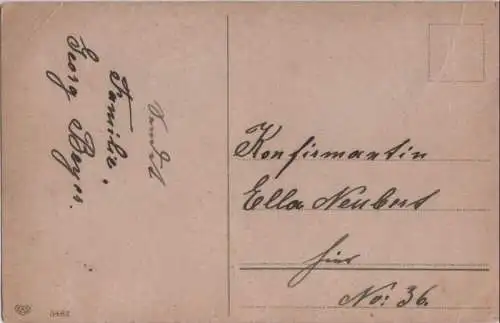 Familie
Georg Beyer.
Konfirmantin
Ella Neubert
hier
No: 36.